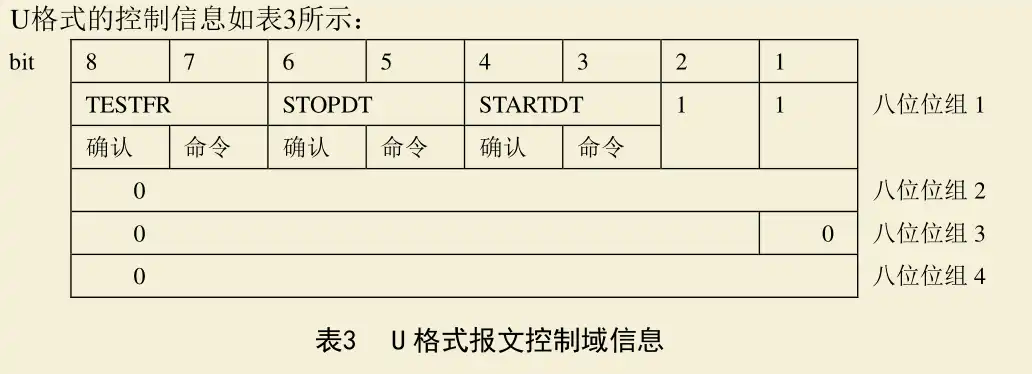 U格式的控制信息如表3所示：
bit 8 7 6 5 4 3 2 1
TESTFR STOPDT STARTDT 1 1 八位位组 1
确认 命令 确认 命令 确认 命令
0 八位位组 2
0 0 八位位组 3
0 八位位组 4
表3 U 格式报文控制域信息